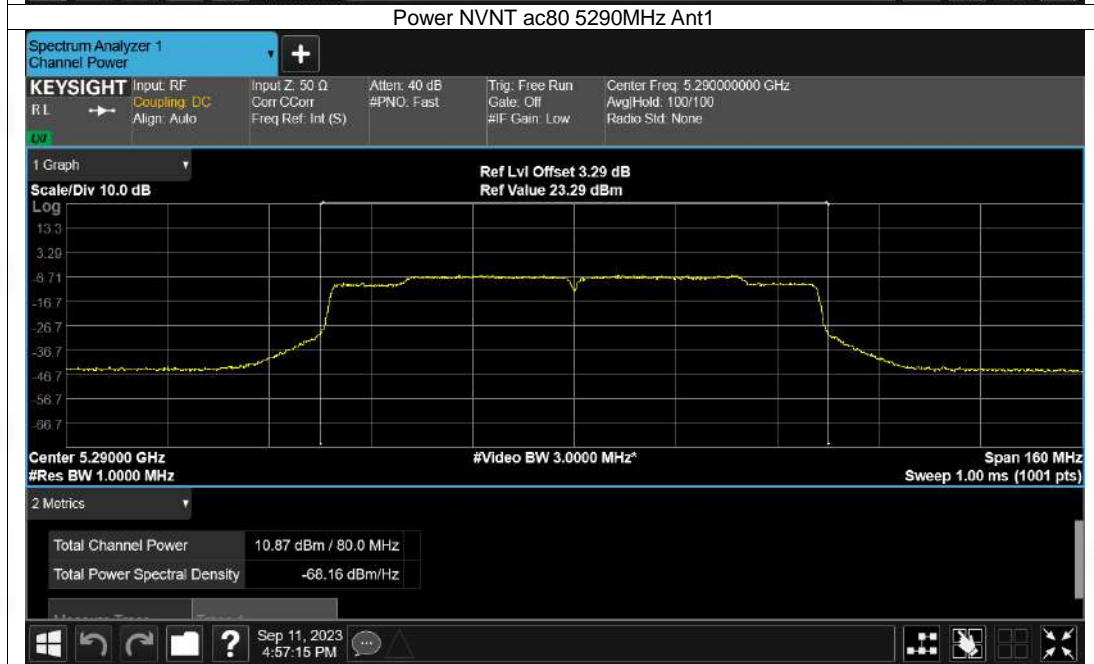 Power NVNT ac80 5290MHz Ant1
Spectrum Analyzer 1
Channel Power
+
KEYSIGHT
R L
LXI
Input: RF
Coupling: DC
Align: Auto
Input Z: 50 Ω
Corr CCorr
Freq Ref: Int (S)
Atten: 40 dB
#PNO: Fast
Trig: Free Run
Gate: Off
#IF Gain: Low
Center Freq: 5.290000000 GHz
Avg|Hold: 100/100
Radio Std: None
1 Graph
Scale/Div 10.0 dB
Ref Lvl Offset 3.29 dB
Ref Value 23.29 dBm
Log
13.3
3.29
-6.71
-16.7
-26.7
-36.7
-46.7
-56.7
-66.7
Center 5.29000 GHz
#Video BW 3.0000 MHz*
Span 160 MHz
#Res BW 1.0000 MHz
Sweep 1.00 ms (1001 pts)
2 Metrics
Total Channel Power 10.87 dBm / 80.0 MHz
Total Power Spectral Density -68.16 dBm/Hz
?
Sep 11, 2023
4:57:15 PM